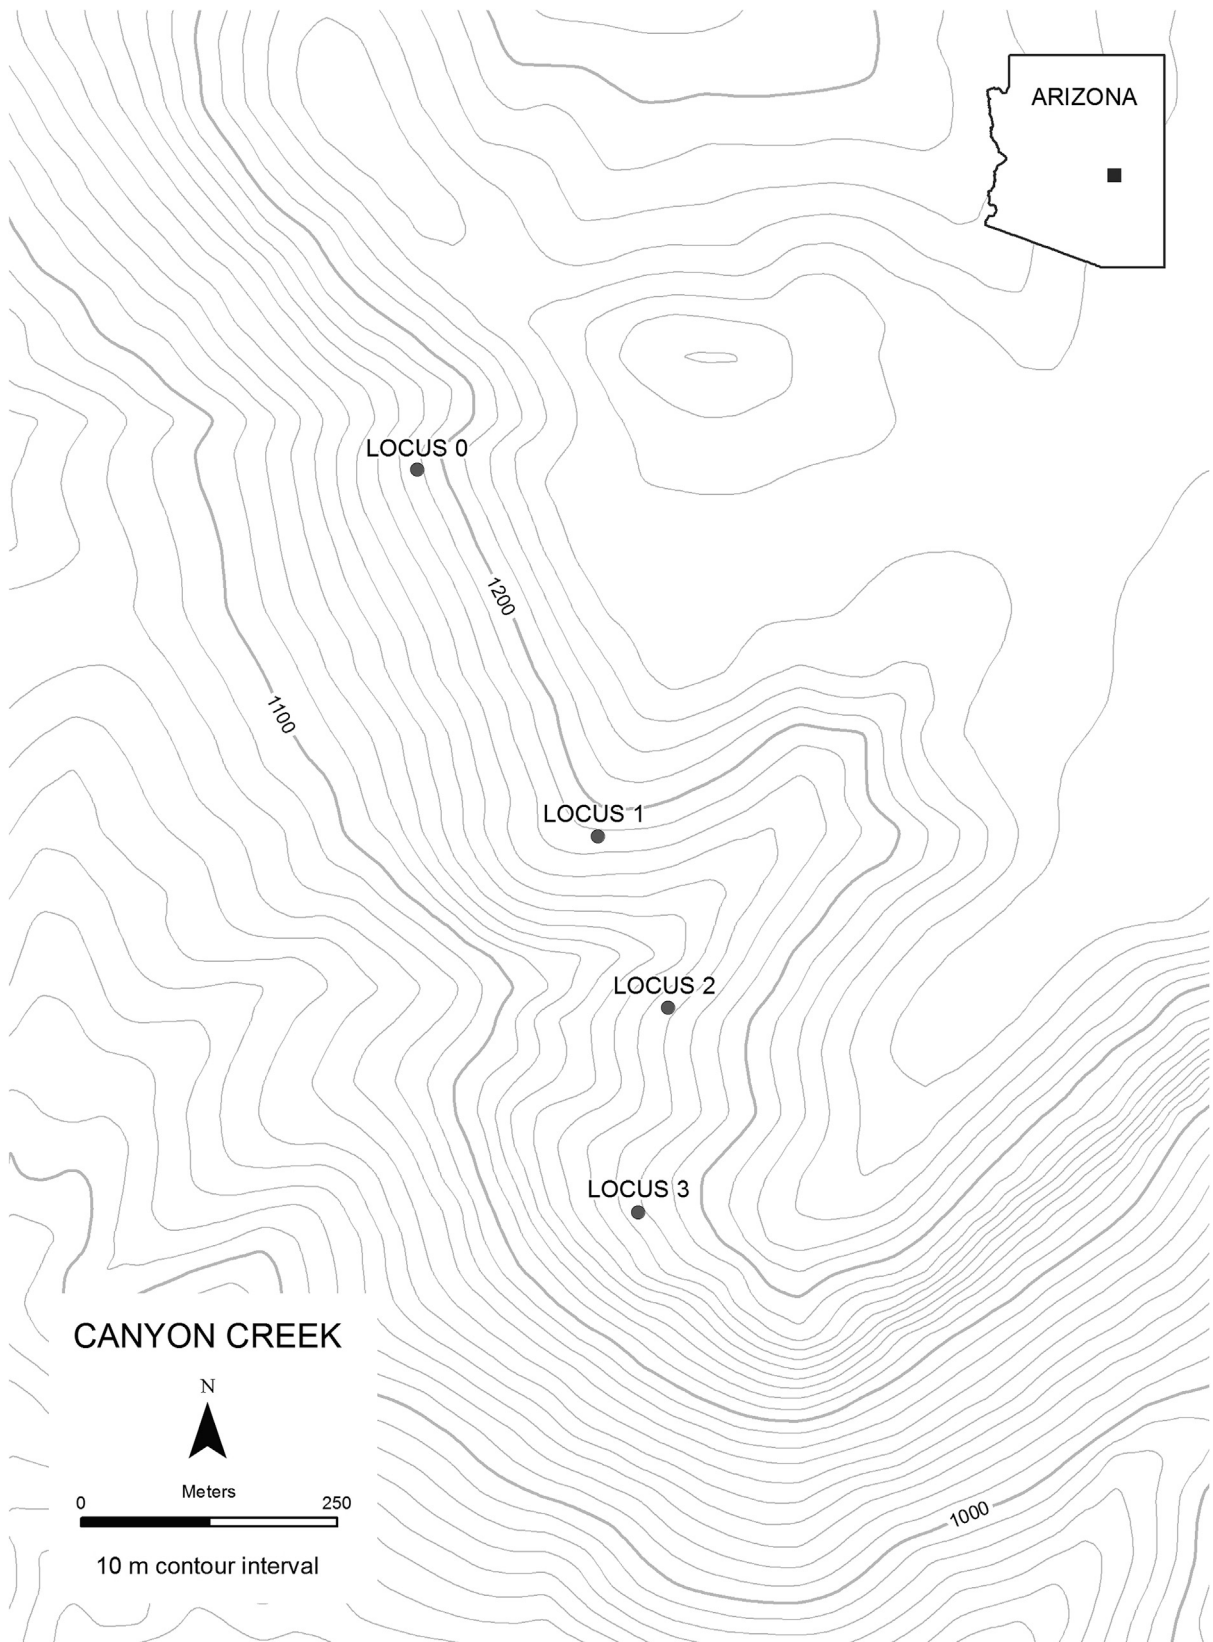 ARIZONA
LOCUS 0
1200
1100
LOCUS 1
LOCUS 2
LOCUS 3
CANYON CREEK
N
Meters
0 250
1000
10 m contour interval